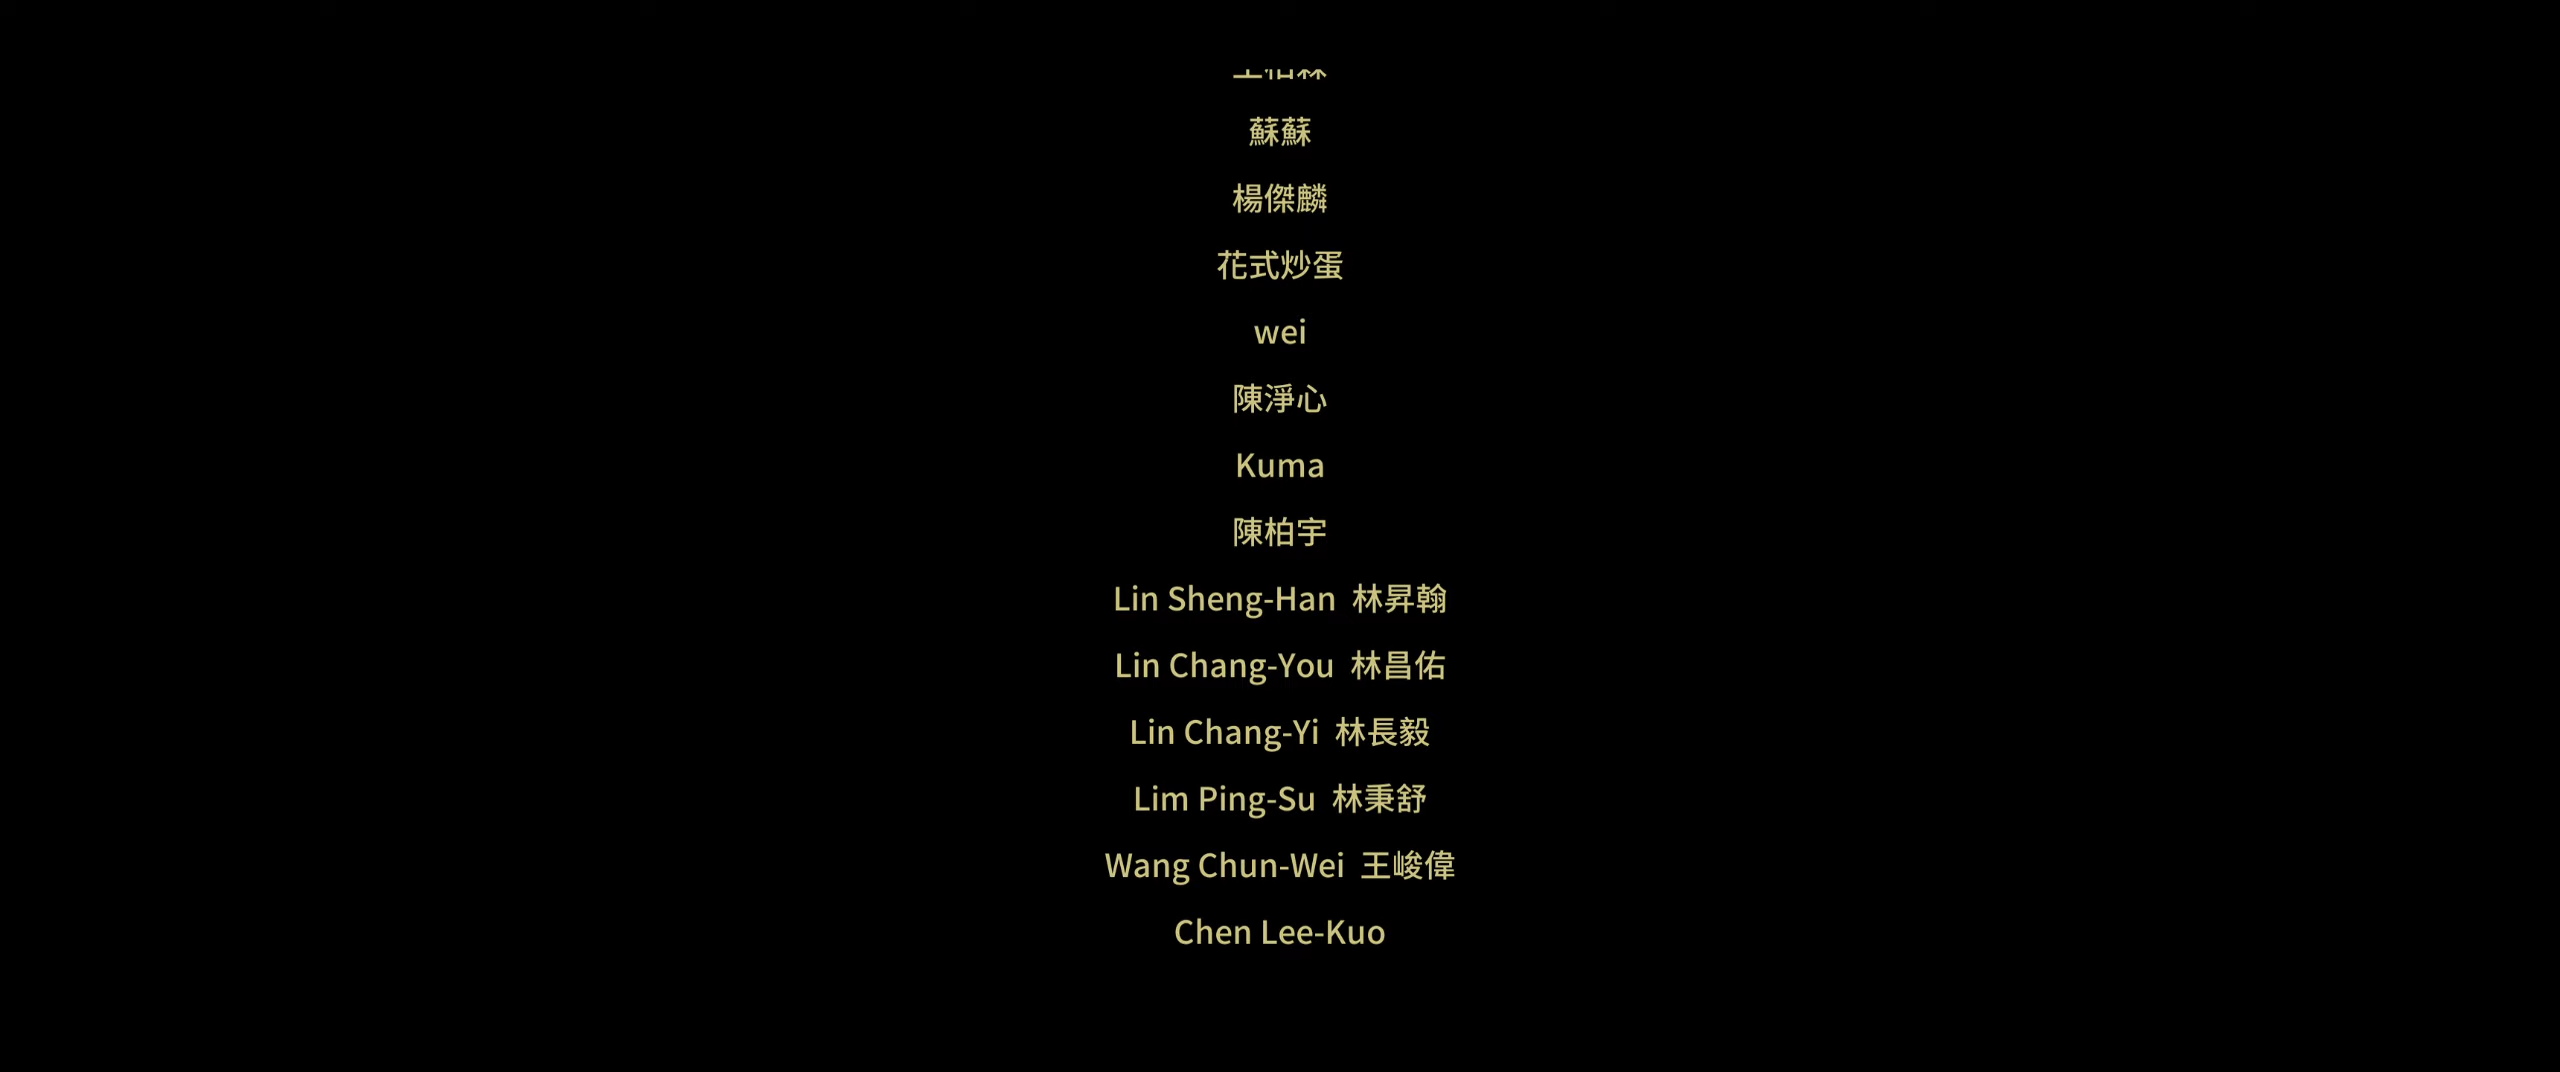 蘇蘇
楊傑麟
花式炒蛋
wei
陳淨心
Kuma
陳柏宇
Lin Sheng-Han 林昇翰
Lin Chang-You 林昌佑
Lin Chang-Yi 林長毅
Lim Ping-Su 林秉舒
Wang Chun-Wei 王峻偉
Chen Lee-Kuo